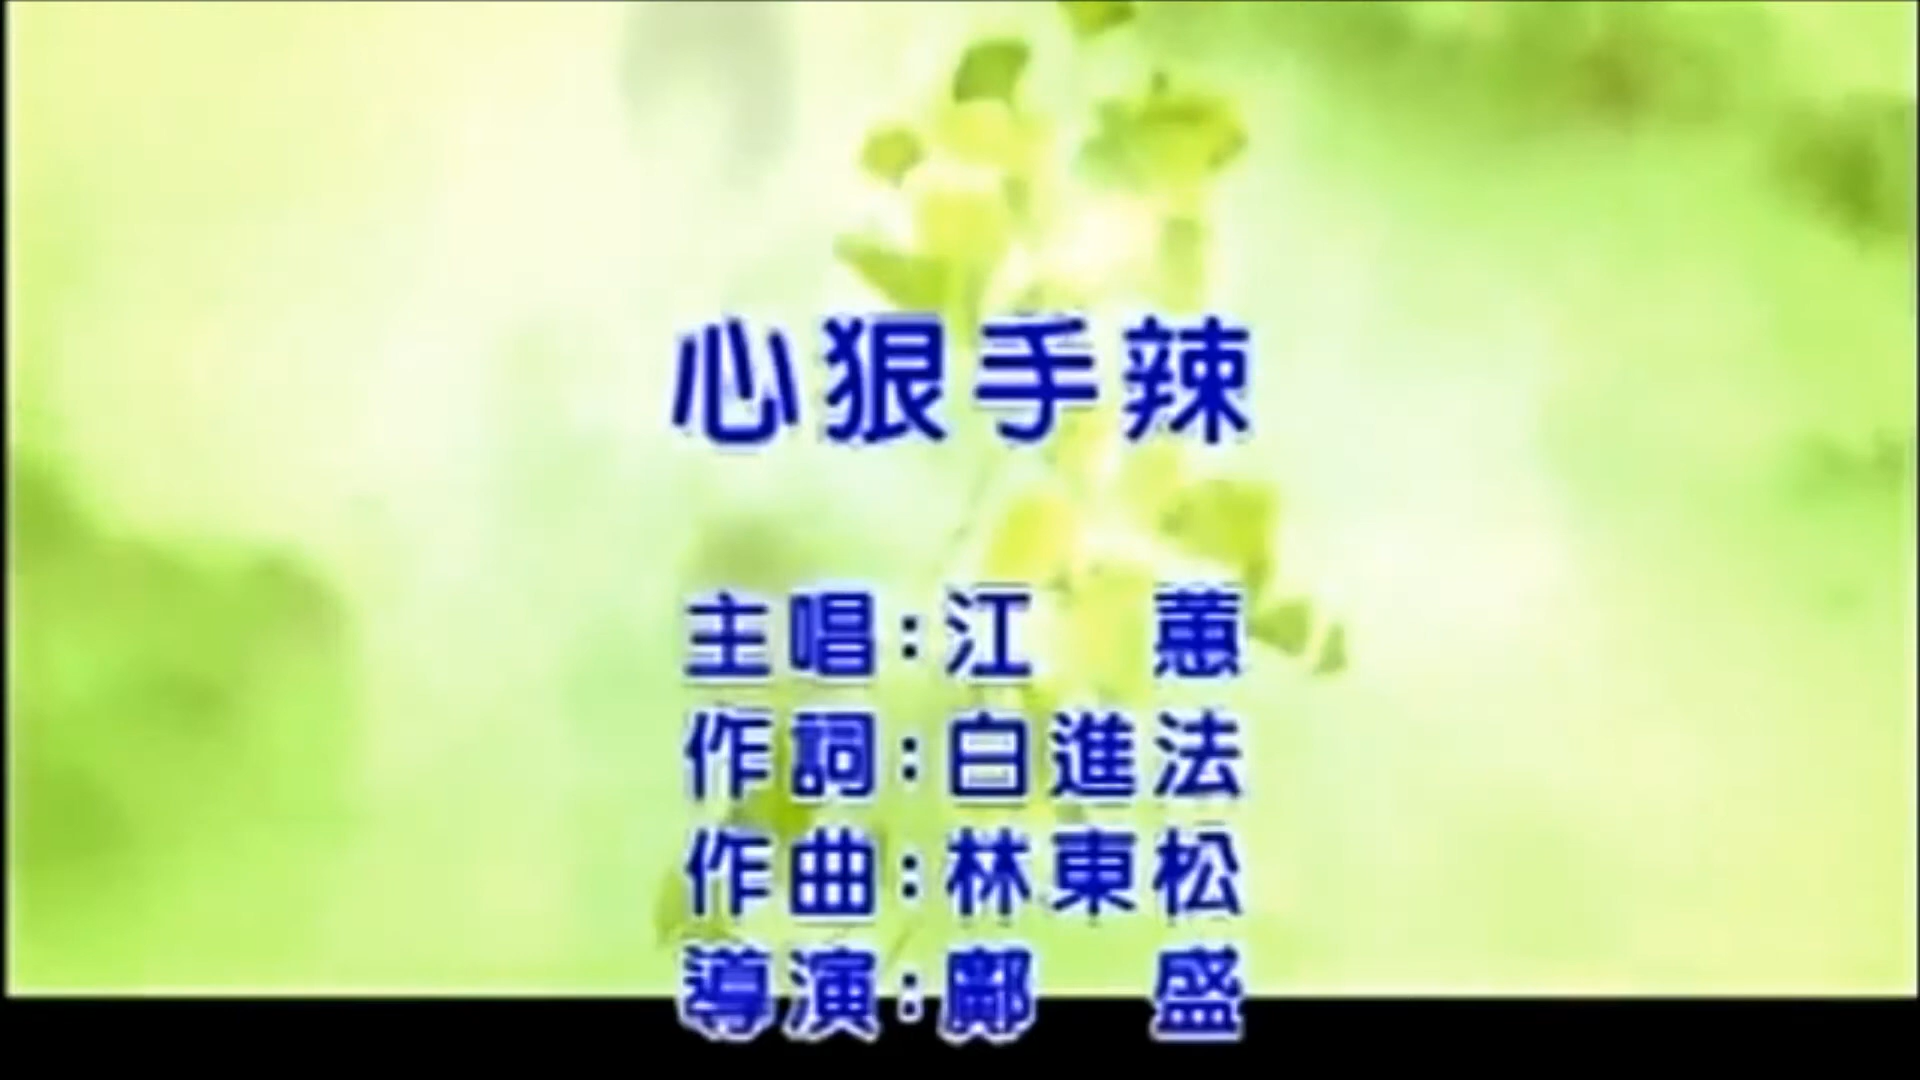 心狠手辣
主唱:江 蕙
作詞:白進法
作曲:林東松
導演:鄺 盛